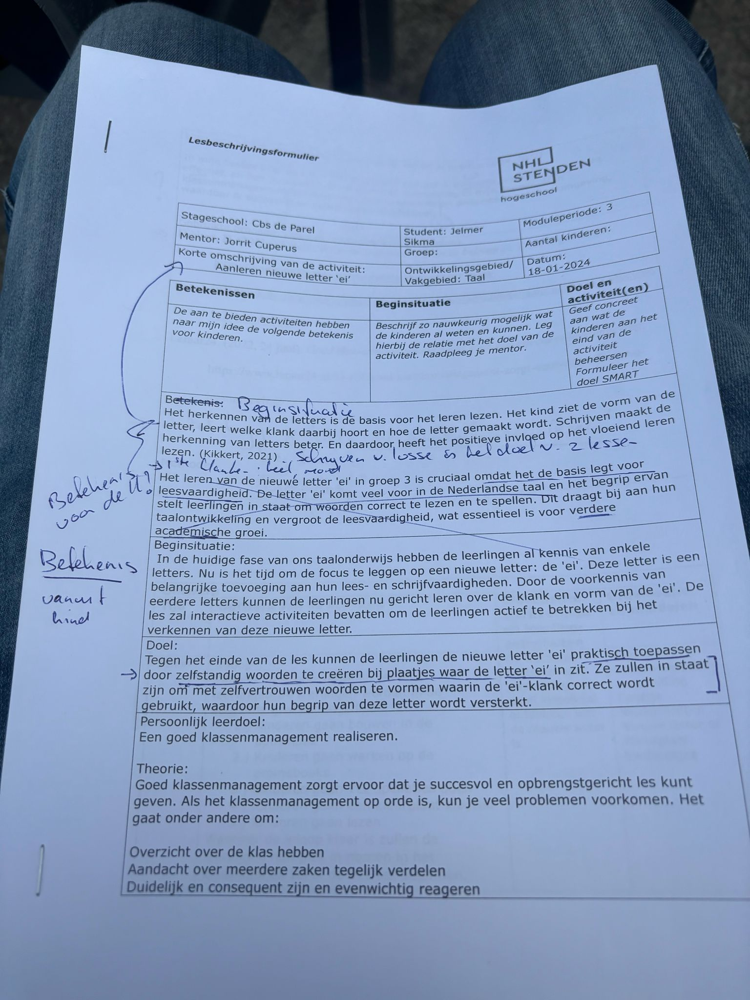 Lesbeschrijvingsformulier
NHL
STENDEN
hogeschool
Stageschool: Cbs de Parel
Student: Jelmer
Sikma
Moduleperiode: 3
Mentor: Jorrit Cuperus
Groep:
Aantal kinderen:
Korte omschrijving van de activiteit:
Aanleren nieuwe letter ‘ei’
Ontwikkelingsgebied/
Vakgebied: Taal
Datum:
18-01-2024
Betekenissen
Beginsituatie
Doel en
activiteit(en)
De aan te bieden activiteiten hebben
naar mijn idee de volgende betekenis
voor kinderen.
Beschrijf zo nauwkeurig mogelijk wat
de kinderen al weten en kunnen. Leg
hierbij de relatie met het doel van de
activiteit. Raadpleeg je mentor.
Geef concreet
aan wat de
kinderen aan het
eind van de
activiteit
beheersen
Formuleer het
doel SMART
Betekenis: Beginsituatie
Het herkennen van de letters is de basis voor het leren lezen. Het kind ziet de vorm van de
letter, leert welke klank daarbij hoort en hoe de letter gemaakt wordt. Schrijven maakt de
herkenning van letters beter. En daardoor heeft het positieve invloed op het vloeiend leren
lezen. (Kikkert, 2021) . Schrijven v. losse is het doel v. 2 lesse
1ste klanke
Het leren van de nieuwe letter 'ei' in groep 3 is cruciaal omdat het de basis legt voor
leesvaardigheid. De letter 'ei' komt veel voor in de Nederlandse taal en het begrip ervan
stelt leerlingen in staat om woorden correct te lezen en te spellen. Dit draagt bij aan hun
taalontwikkeling en vergroot de leesvaardigheid, wat essentieel is voor verdere
academische groei.
Betekenis
voor de ll!
Beginsituatie:
In de huidige fase van ons taalonderwijs hebben de leerlingen al kennis van enkele
letters. Nu is het tijd om de focus te leggen op een nieuwe letter: de 'ei'. Deze letter is een
belangrijke toevoeging aan hun lees- en schrijfvaardigheden. Door de voorkennis van
eerdere letters kunnen de leerlingen nu gericht leren over de klank en vorm van de 'ei'. De
les zal interactieve activiteiten bevatten om de leerlingen actief te betrekken bij het
verkennen van deze nieuwe letter.
Betekenis
vanuit
kind
Doel:
Tegen het einde van de les kunnen de leerlingen de nieuwe letter 'ei' praktisch toepassen
door zelfstandig woorden te creëren bij plaatjes waar de letter ‘ei’ in zit. Ze zullen in staat
zijn om met zelfvertrouwen woorden te vormen waarin de 'ei'-klank correct wordt
gebruikt, waardoor hun begrip van deze letter wordt versterkt.
Persoonlijk leerdoel:
Een goed klassenmanagement realiseren.
Theorie:
Goed klassenmanagement zorgt ervoor dat je succesvol en opbrengstgericht les kunt
geven. Als het klassenmanagement op orde is, kun je veel problemen voorkomen. Het
gaat onder andere om:
Overzicht over de klas hebben
Aandacht over meerdere zaken tegelijk verdelen
Duidelijk en consequent zijn en evenwichtig reageren